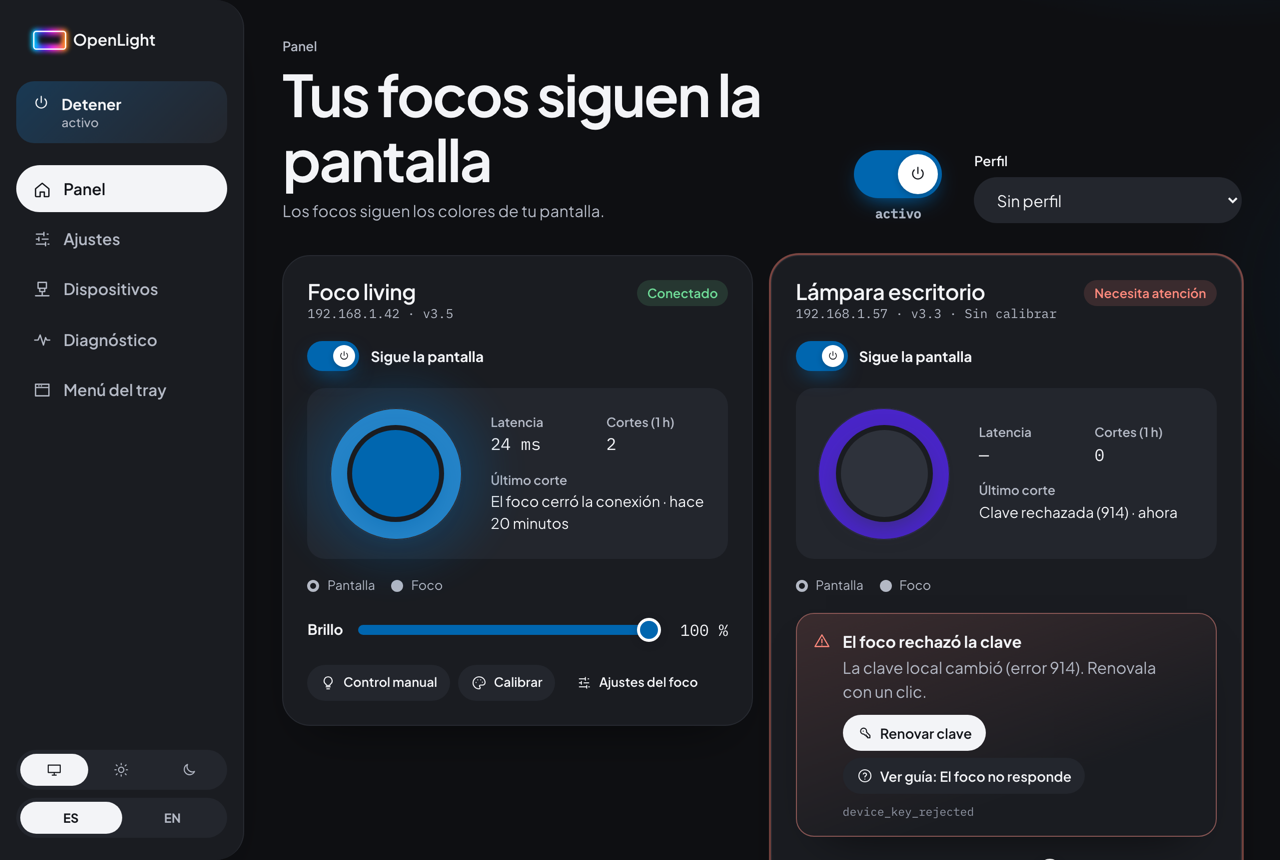 OpenLight
Detener
activo
Panel
Ajustes
Dispositivos
Diagnóstico
Menú del tray
ES
EN
Panel
Tus focos siguen la
pantalla
Los focos siguen los colores de tu pantalla.
activo
Perfil
Sin perfil
Foco living
Conectado
192.168.1.42 · v3.5
Sigue la pantalla
Latencia
Cortes (1 h)
24 ms
2
Último corte
El foco cerró la conexión · hace
20 minutos
Pantalla
Foco
Brillo
100 %
Control manual
Calibrar
Ajustes del foco
Lámpara escritorio
Necesita atención
192.168.1.57 · v3.3 · Sin calibrar
Sigue la pantalla
Latencia
Cortes (1 h)
—
0
Último corte
Clave rechazada (914) · ahora
Pantalla
Foco
El foco rechazó la clave
La clave local cambió (error 914). Renovala
con un clic.
Renovar clave
Ver guía: El foco no responde
device_key_rejected